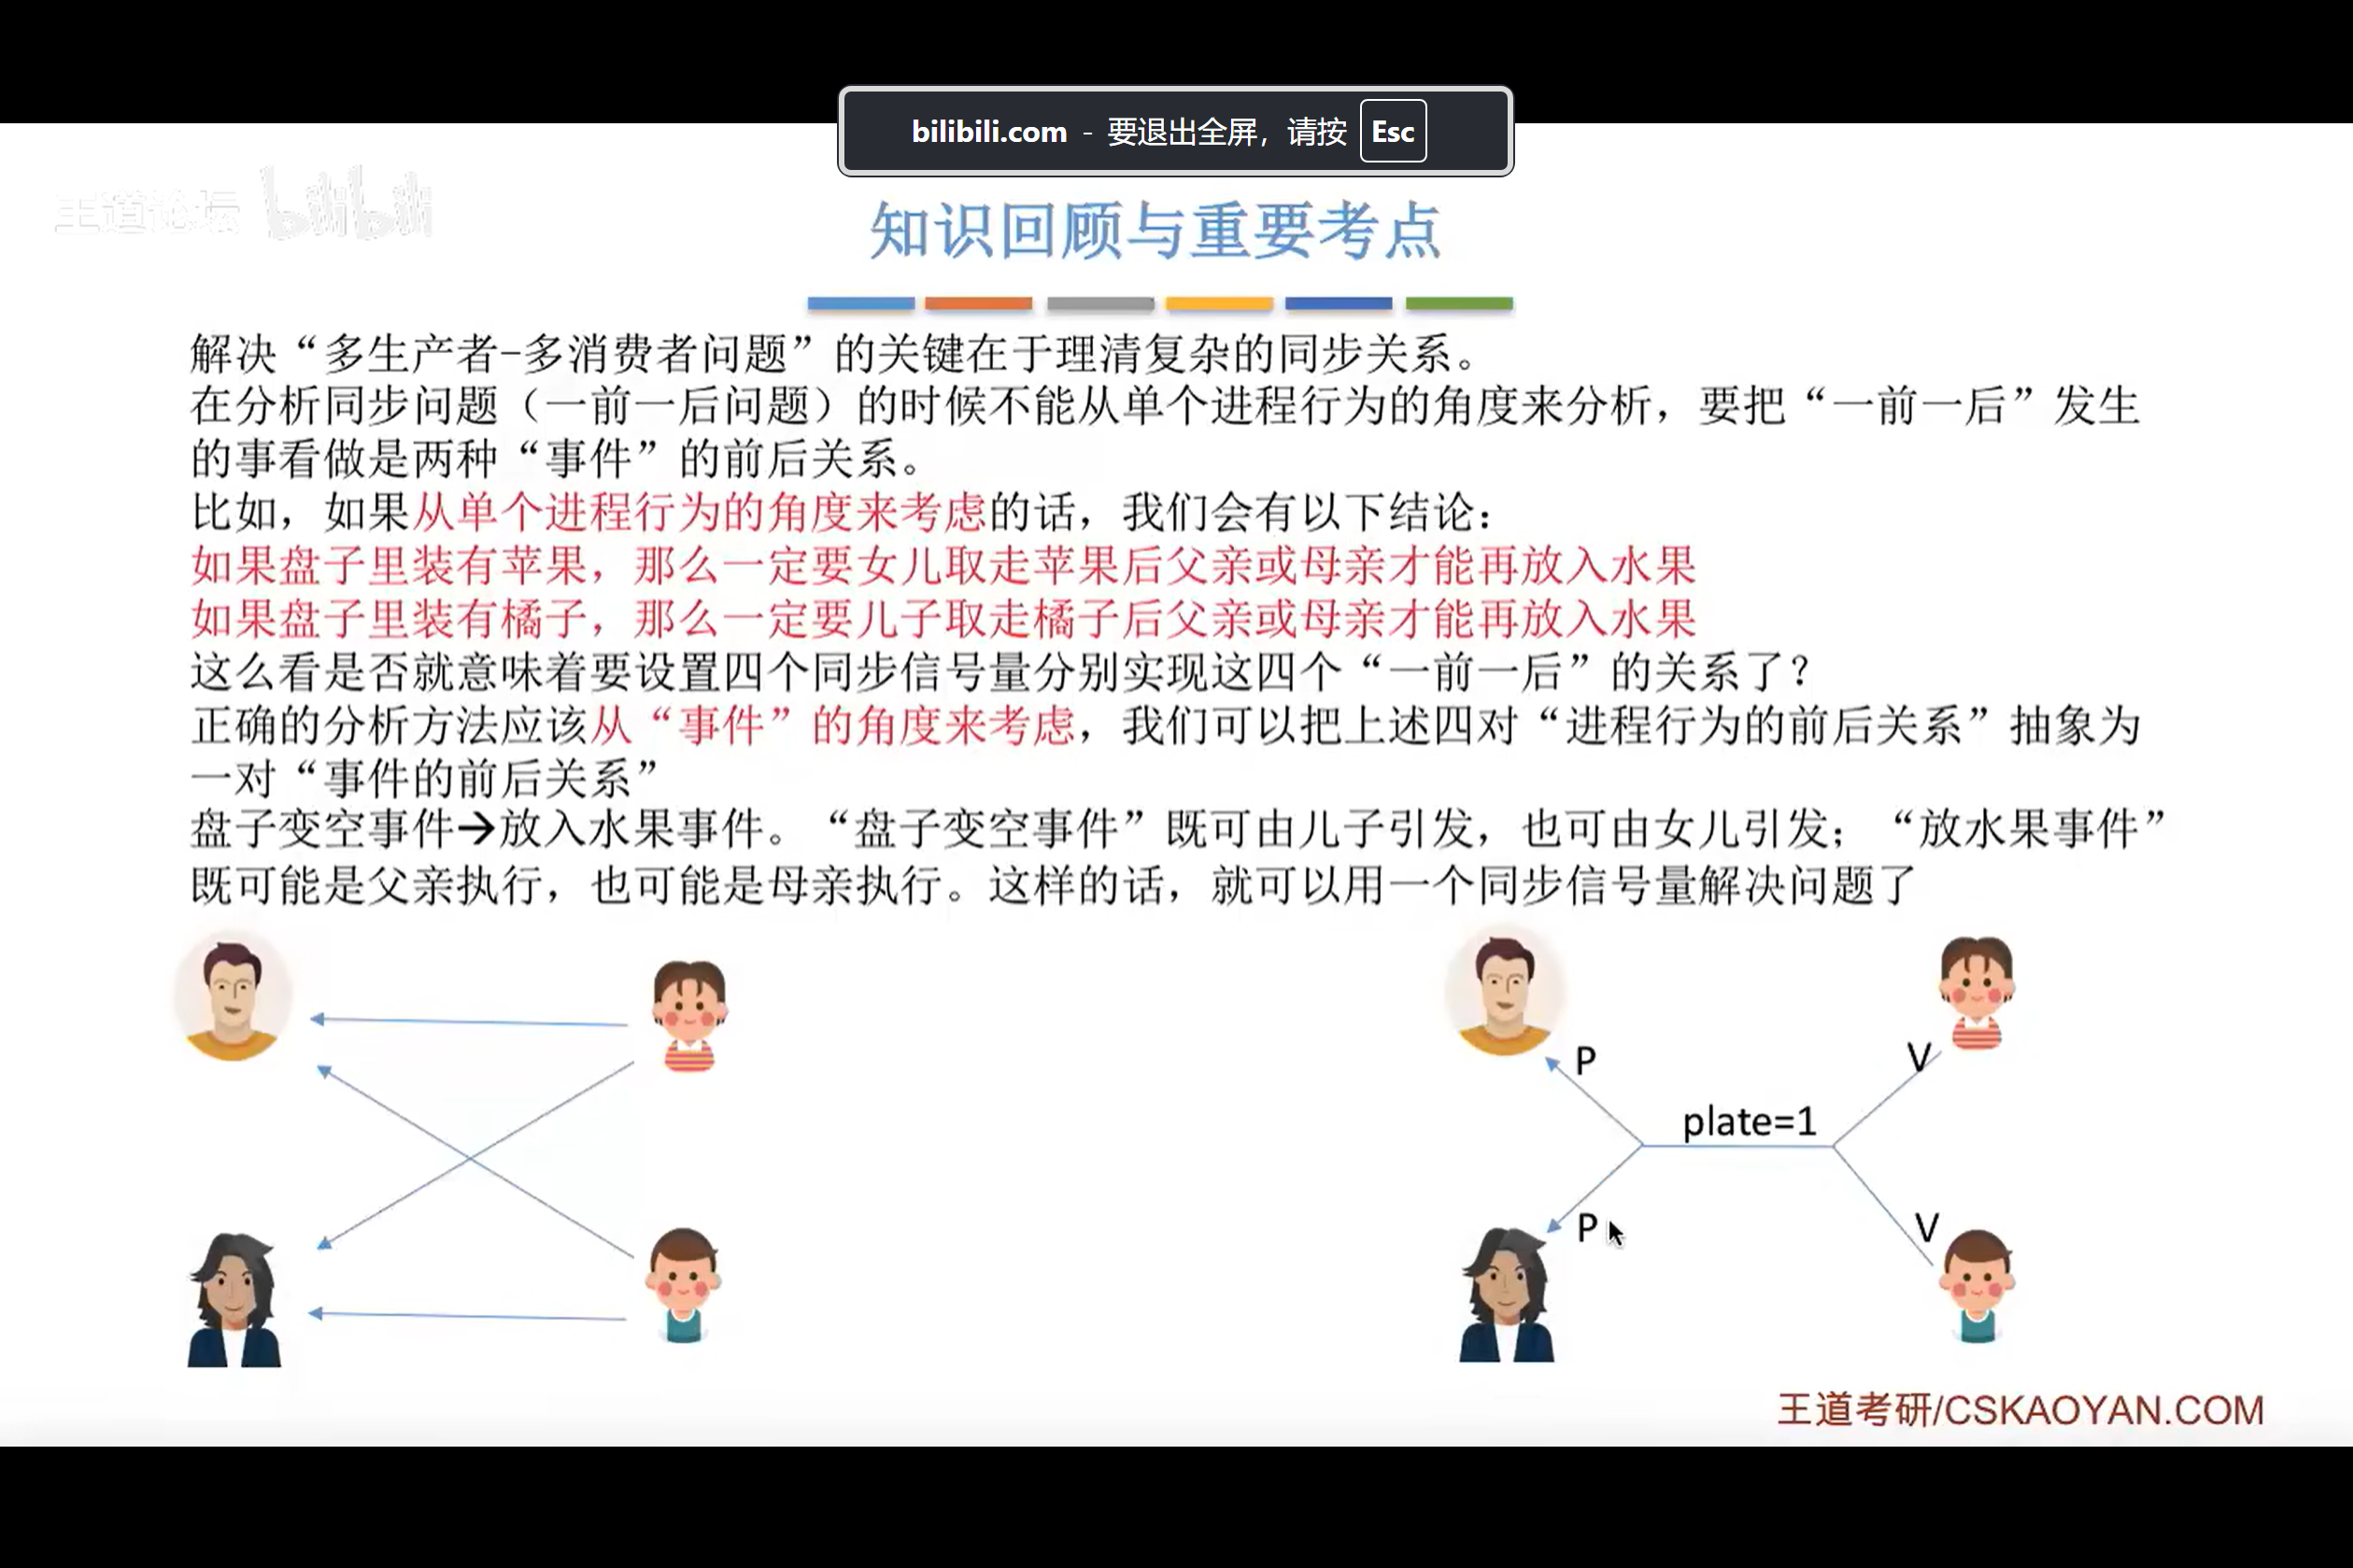 bilibili.com - 要退出全屏，请按 Esc
王道论坛 bilibili
知识回顾与重要考点
解决“多生产者-多消费者问题”的关键在于理清复杂的同步关系。
在分析同步问题（一前一后问题）的时候不能从单个进程行为的角度来分析，要把“一前一后”发生
的事看做是两种“事件”的前后关系。
比如，如果从单个进程行为的角度来考虑的话，我们会有以下结论：
如果盘子里装有苹果，那么一定要女儿取走苹果后父亲或母亲才能再放入水果
如果盘子里装有橘子，那么一定要儿子取走橘子后父亲或母亲才能再放入水果
这么看是否就意味着要设置四个同步信号量分别实现这四个“一前一后”的关系了？
正确的分析方法应该从“事件”的角度来考虑，我们可以把上述四对“进程行为的前后关系”抽象为
一对“事件的前后关系”
盘子变空事件→放入水果事件。“盘子变空事件”既可由儿子引发，也可由女儿引发；“放水果事件”
既可能是父亲执行，也可能是母亲执行。这样的话，就可以用一个同步信号量解决问题了
P
V
plate=1
P
V
王道考研/CSKAOYAN.COM